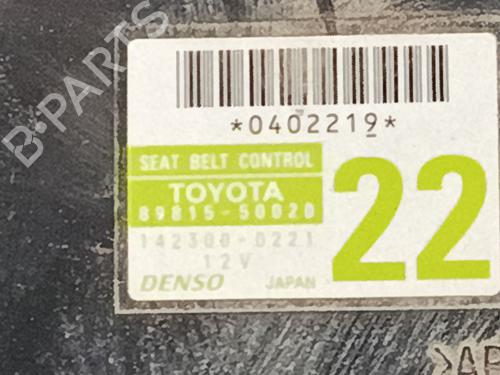 *0402219*
SEAT BELT CONTROL
TOYOTA
89815-50020
142300-0221
12V
DENSO JAPAN
22
B-PARTS